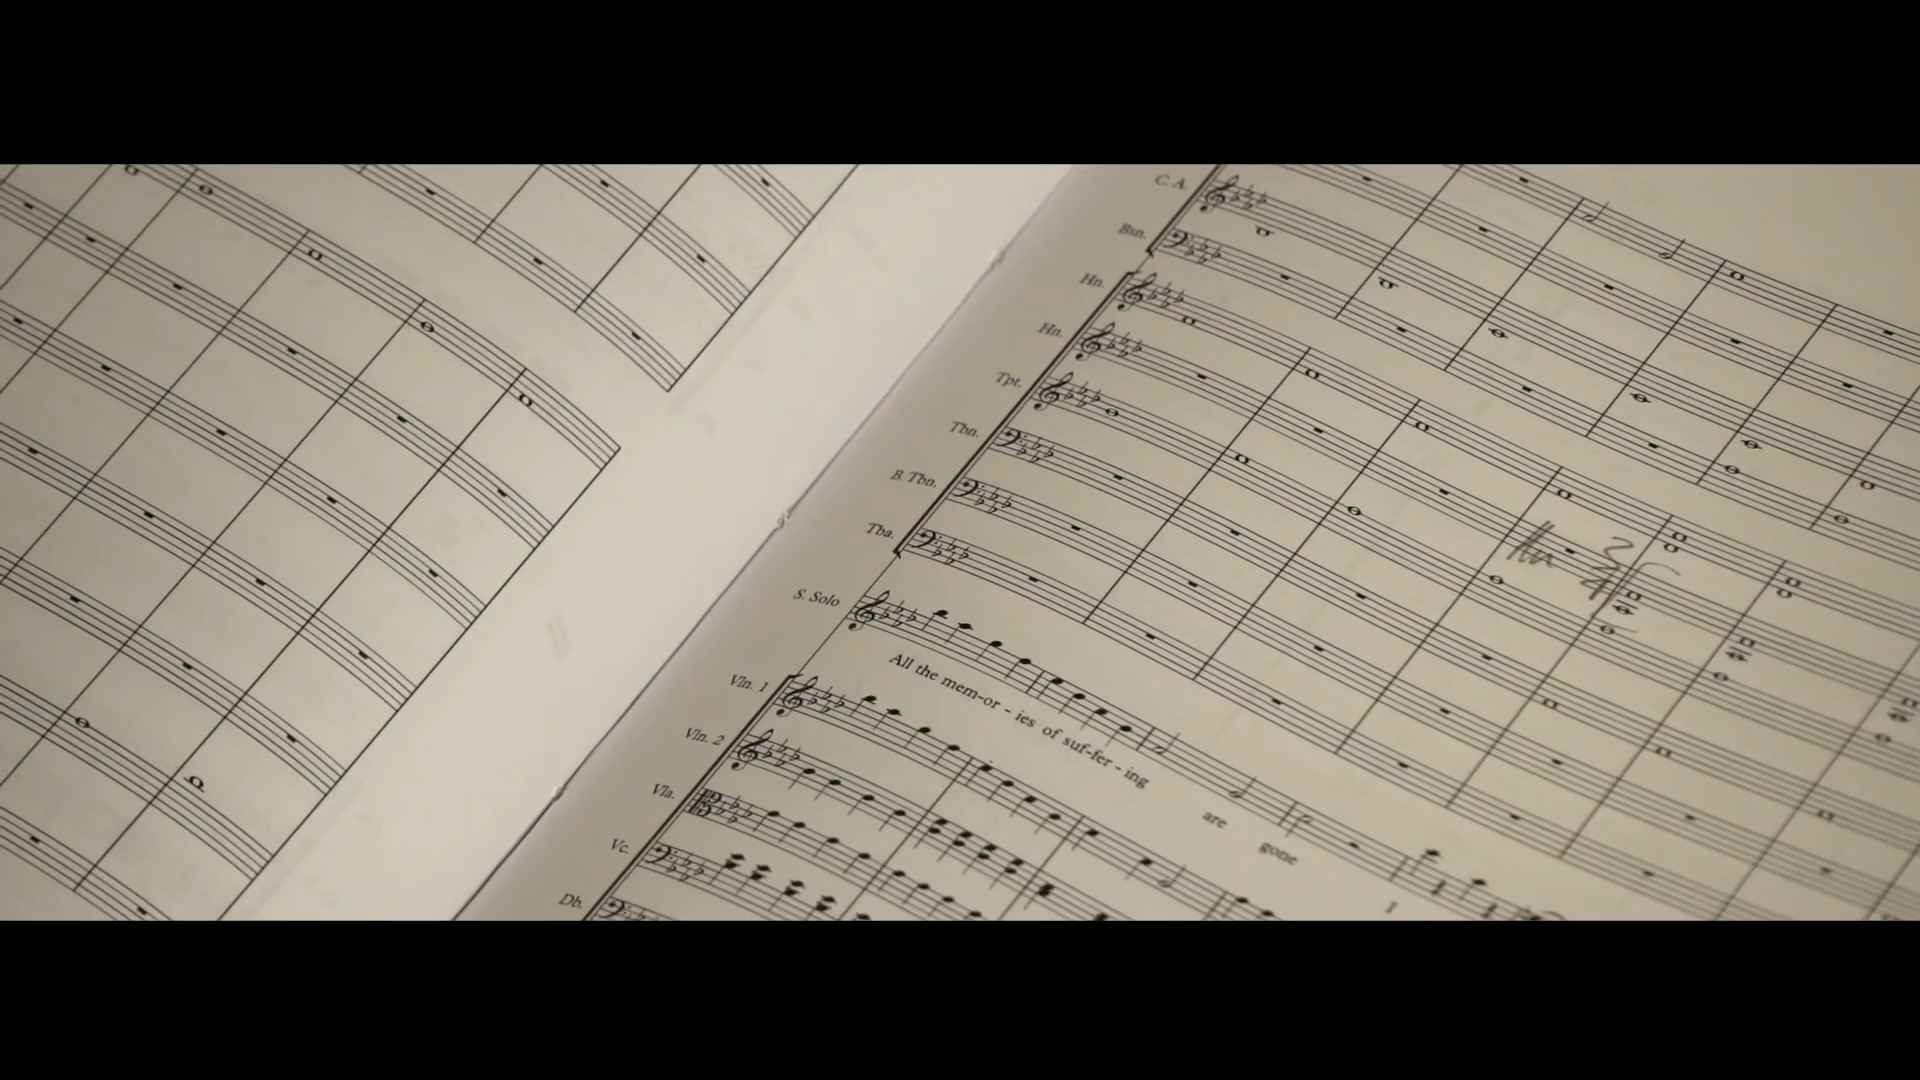 C. A.
Bsn.
Hn.
Hn.
Tpt.
Tbn.
B. Tbn.
Tba.
S. Solo
All the mem-or - ies of suf-fer - ing are gone I
Vln. 1
Vln. 2
Vla.
Vc.
Db.